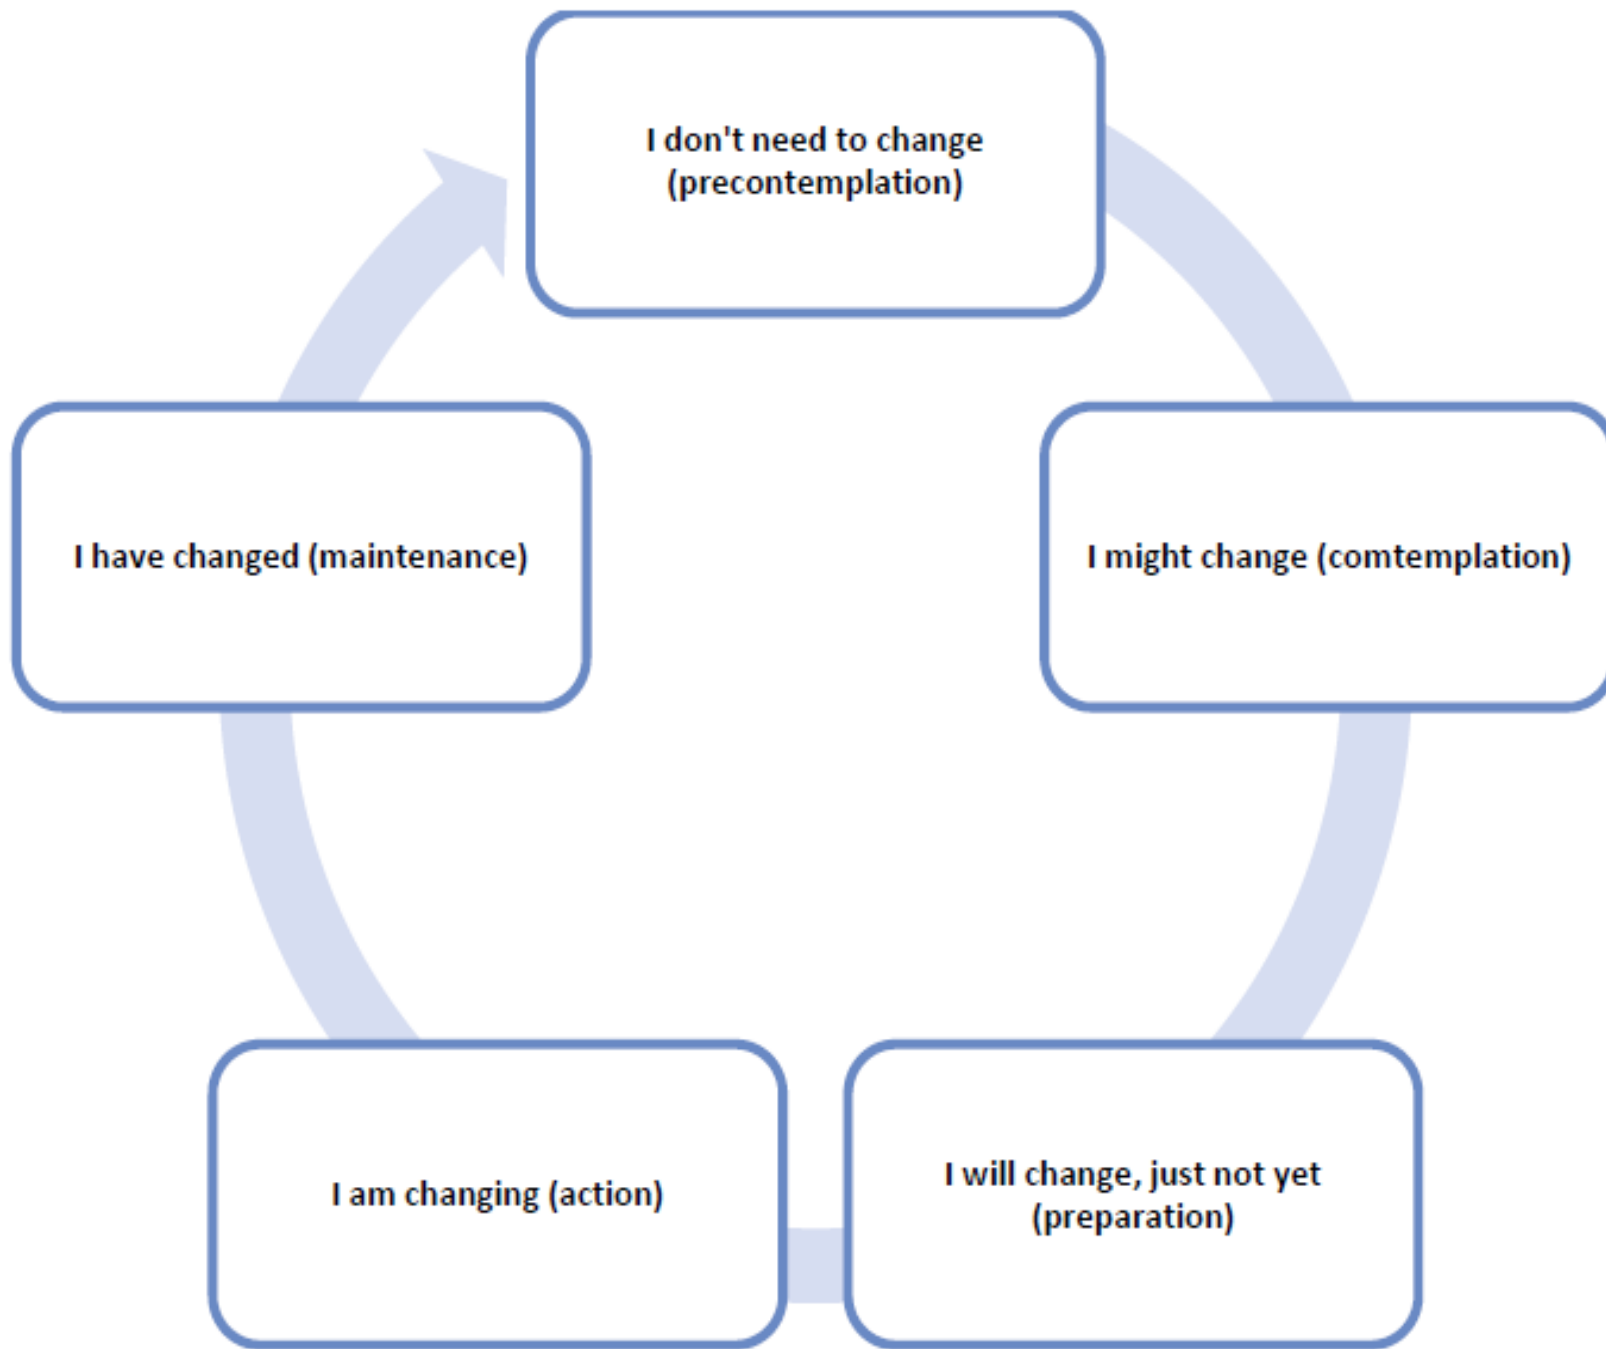 I don't need to change
(precontemplation)
I might change (comtemplation)
I will change, just not yet
(preparation)
I am changing (action)
I have changed (maintenance)